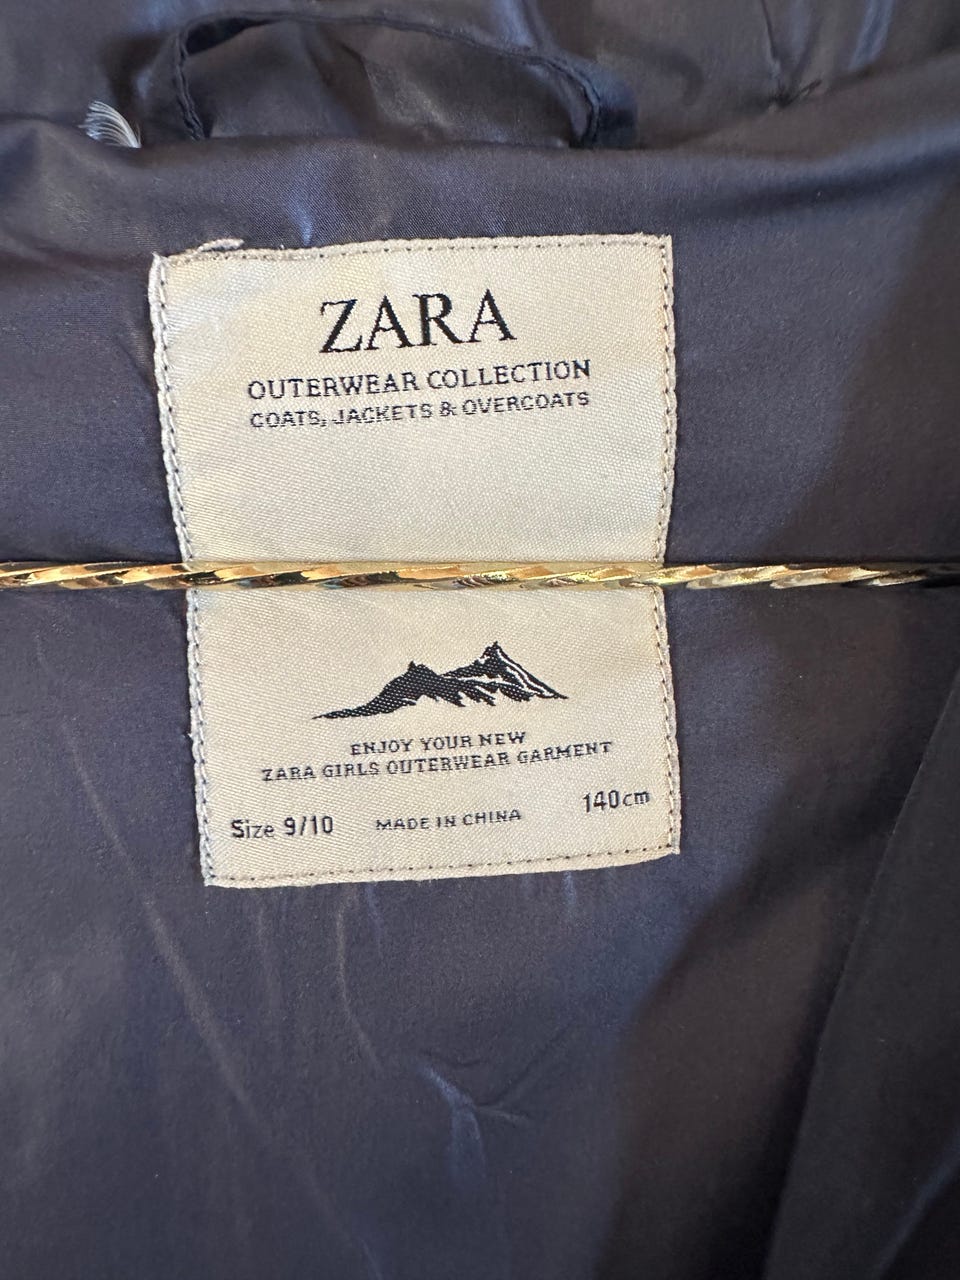 ZARA
OUTERWEAR COLLECTION
COATS, JACKETS & OVERCOATS
ENJOY YOUR NEW
ZARA GIRLS OUTERWEAR GARMENT
Size 9/10 MADE IN CHINA 140cm